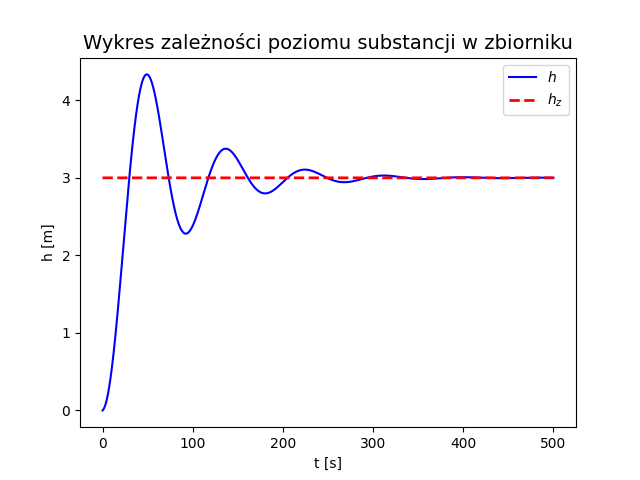 Wykres zależności poziomu substancji w zbiorniku
h
h_z
4
3
2
1
0
h [m]
0 100 200 300 400 500
t [s]